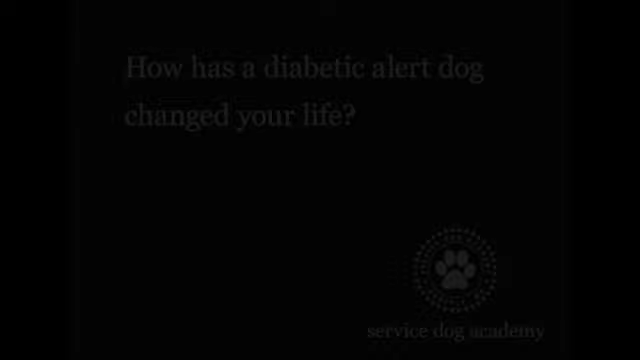 How has a diabetic alert dog
changed your life?
service dog academy